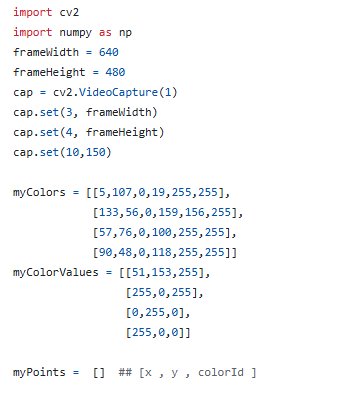 import cv2
import numpy as np
frameWidth = 640
frameHeight = 480
cap = cv2.VideoCapture(1)
cap.set(3, frameWidth)
cap.set(4, frameHeight)
cap.set(10,150)
myColors = [[5,107,0,19,255,255],
[133,56,0,159,156,255],
[57,76,0,100,255,255],
[90,48,0,118,255,255]]
myColorValues = [[51,153,255],
[255,0,255],
[0,255,0],
[255,0,0]]
myPoints =  []  ## [x , y , colorId ]